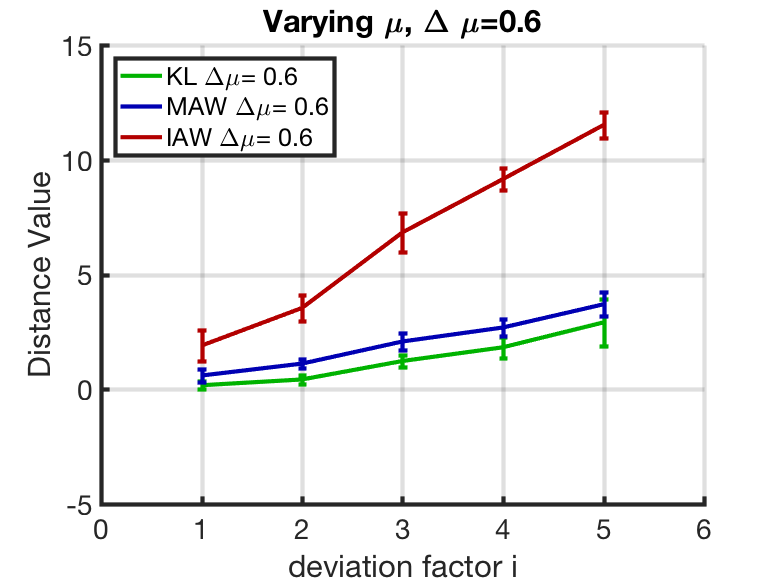 Varying μ, Δ μ=0.6
KL Δμ= 0.6
MAW Δμ= 0.6
IAW Δμ= 0.6
15
10
5
0
-5
Distance Value
0 1 2 3 4 5 6
deviation factor i